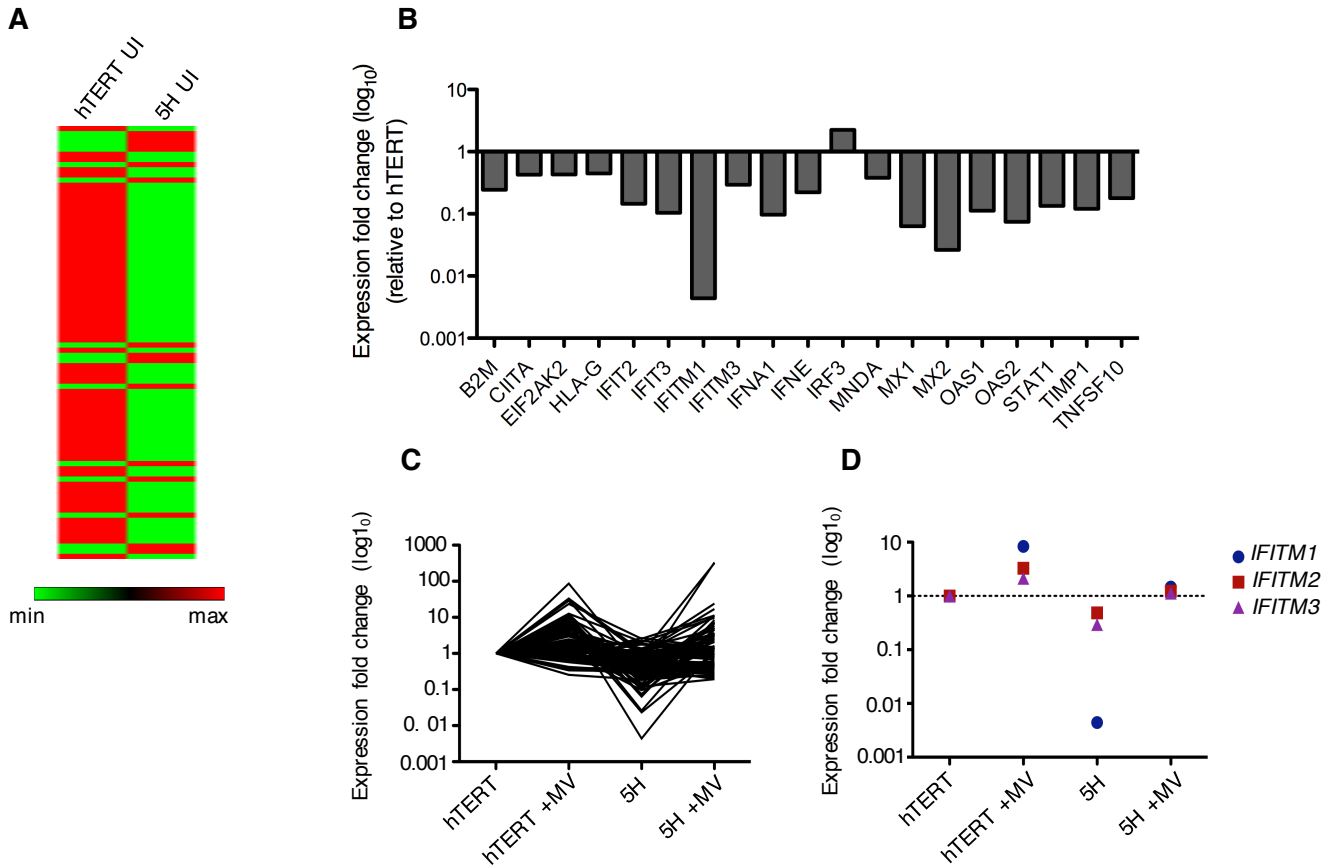 A
hTERT UI
5H UI
min
max
B
Expression fold change (log10)
(relative to hTERT)
10
1
0.1
0.01
0.001
B2M
CIITA
EIF2AK2
HLA-G
IFIT2
IFIT3
IFITM1
IFITM3
IFNA1
IFNE
IRF3
MNDA
MX1
MX2
OAS1
OAS2
STAT1
TIMP1
TNFSF10
C
Expression fold change (log10)
1000
100
10
1
0.1
0. 01
0.001
hTERT
hTERT +MV
5H
5H +MV
D
Expression fold change (log10)
10
1
0.1
0.01
0.001
hTERT
hTERT +MV
5H
5H +MV
IFITM1
IFITM2
IFITM3